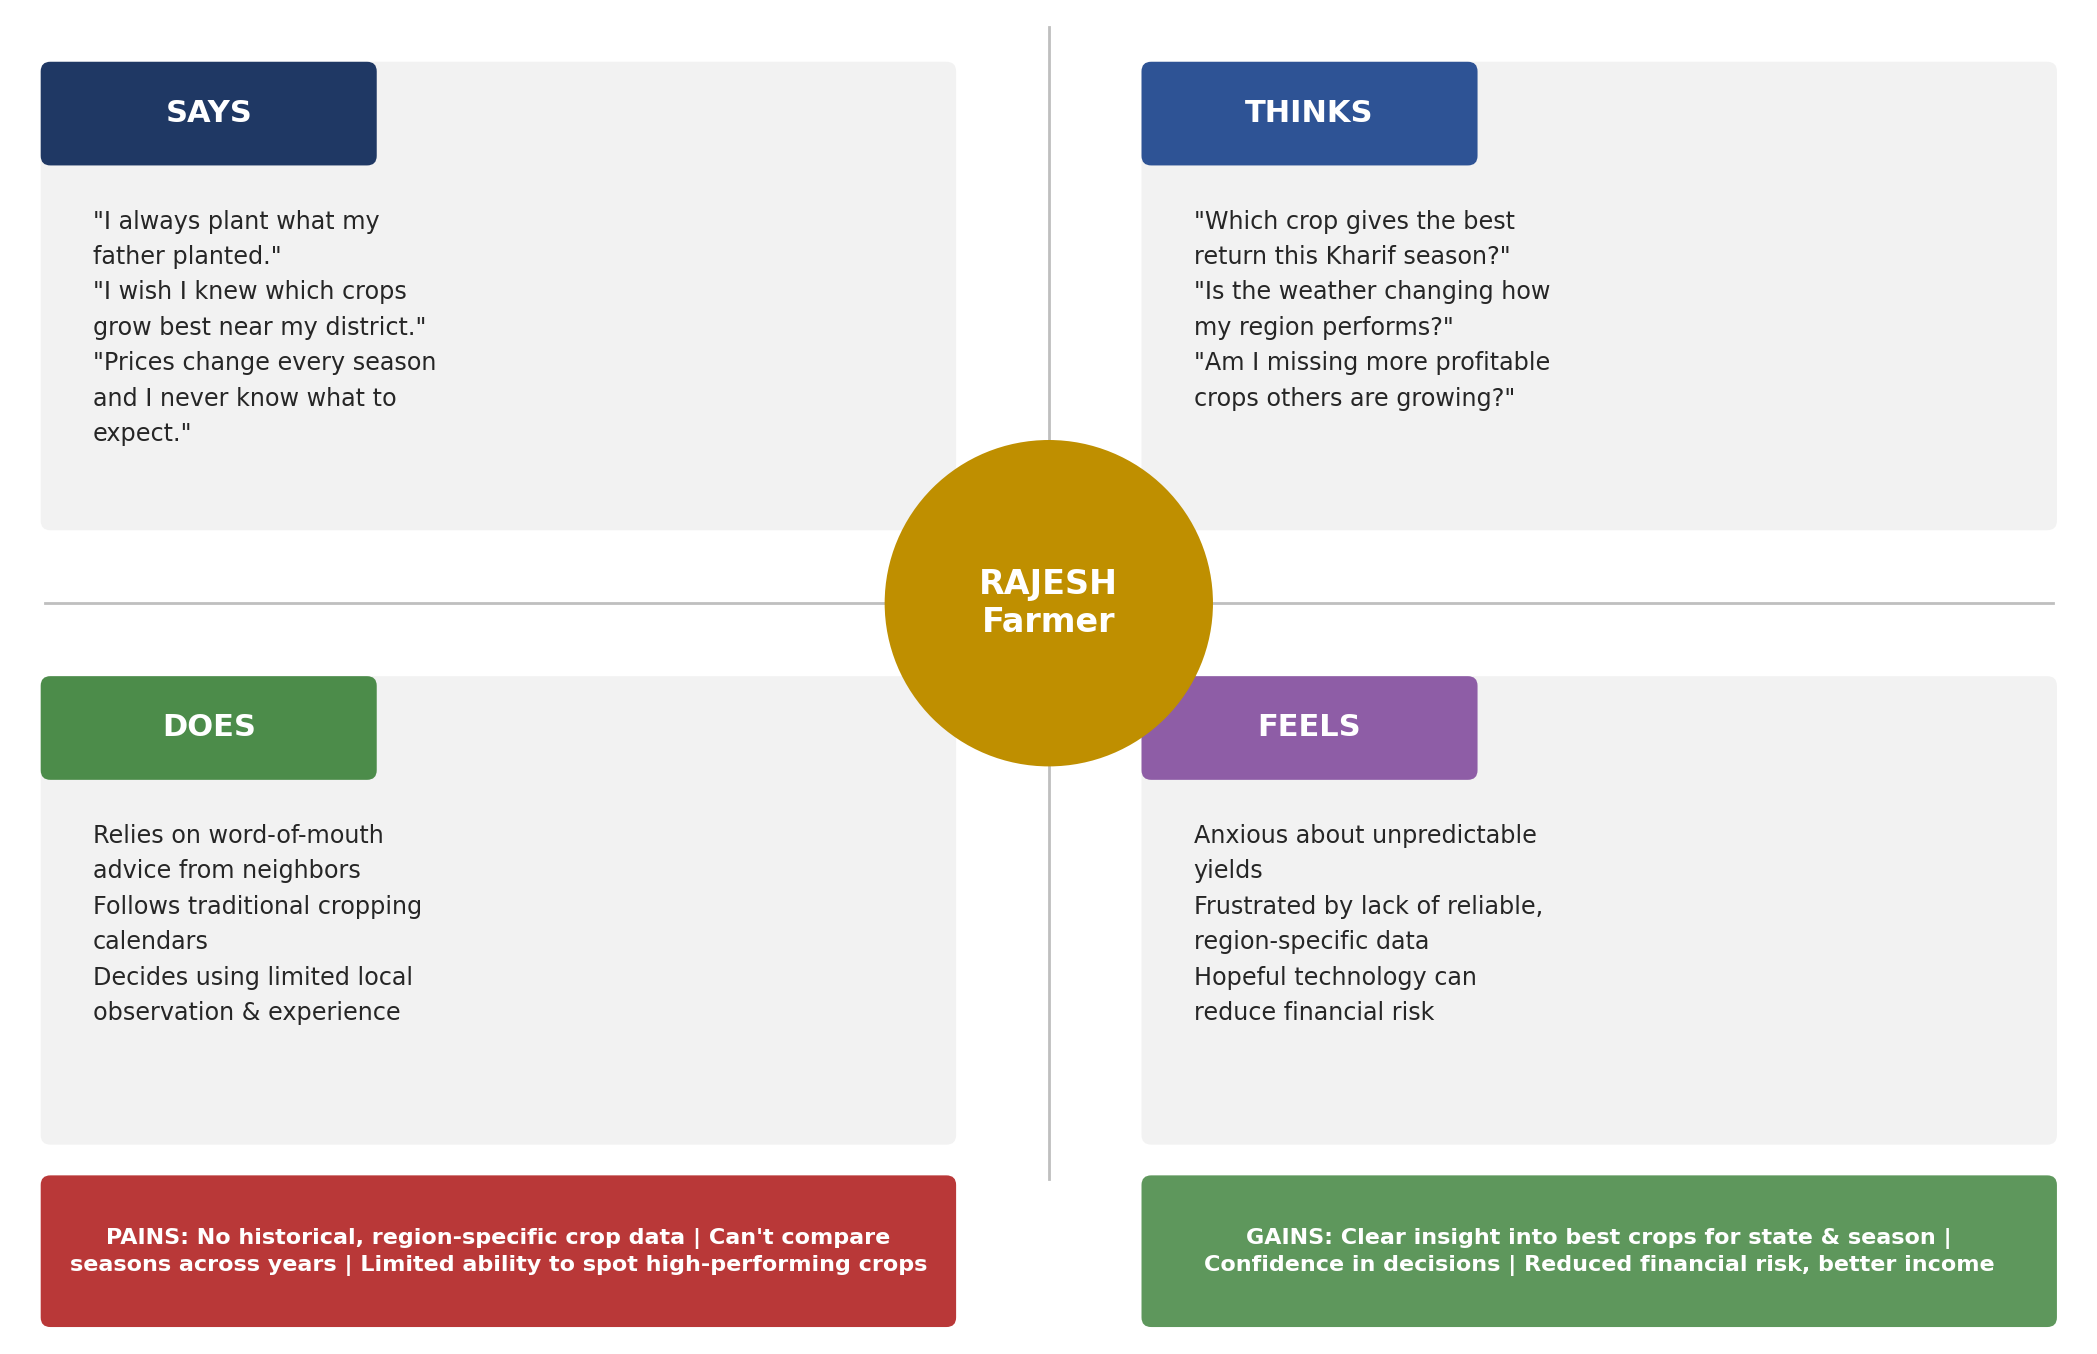 SAYS
"I always plant what my
father planted."
"I wish I knew which crops
grow best near my district."
"Prices change every season
and I never know what to
expect."
THINKS
"Which crop gives the best
return this Kharif season?"
"Is the weather changing how
my region performs?"
"Am I missing more profitable
crops others are growing?"
RAJESH
Farmer
DOES
Relies on word-of-mouth
advice from neighbors
Follows traditional cropping
calendars
Decides using limited local
observation & experience
FEELS
Anxious about unpredictable
yields
Frustrated by lack of reliable,
region-specific data
Hopeful technology can
reduce financial risk
PAINS: No historical, region-specific crop data | Can't compare
seasons across years | Limited ability to spot high-performing crops
GAINS: Clear insight into best crops for state & season |
Confidence in decisions | Reduced financial risk, better income